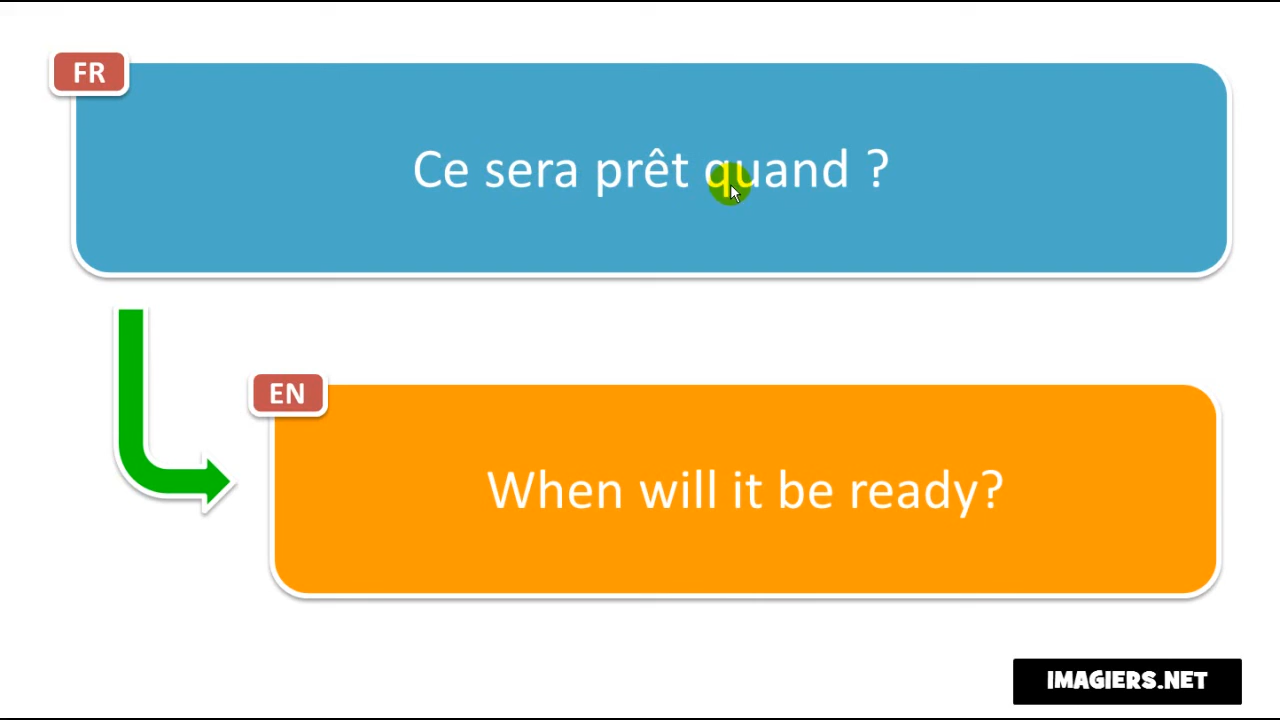 FR
Ce sera prêt quand ?
EN
When will it be ready?
IMAGIERS.NET